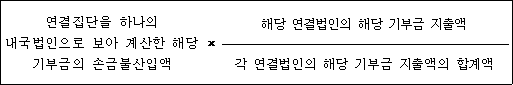 연결집단을 하나의
내국법인으로 보아 계산한 해당
기부금의 손금불산입액
×
해당 연결법인의 해당 기부금 지출액
각 연결법인의 해당 기부금 지출액의 합계액